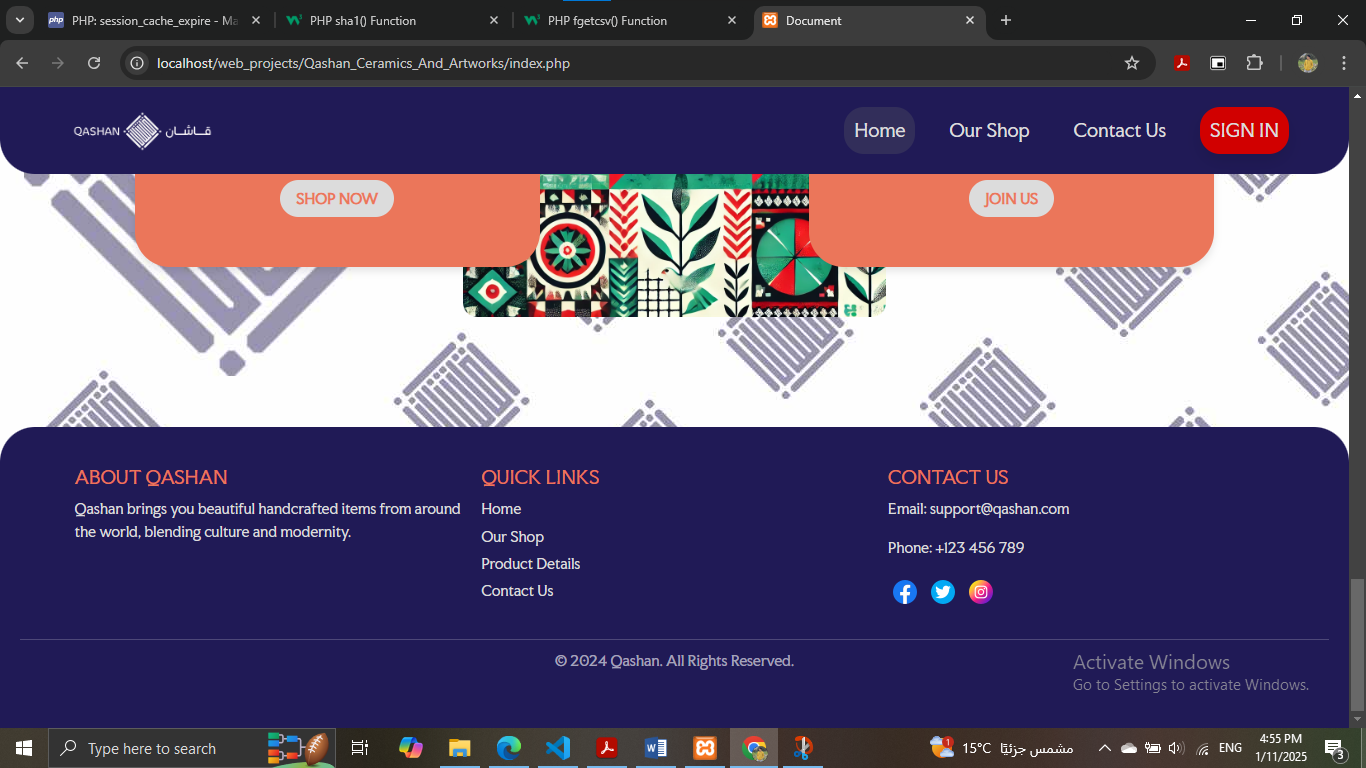 PHP: session_cache_expire - Ma
PHP sha1() Function
PHP fgetcsv() Function
Document
localhost/web_projects/Qashan_Ceramics_And_Artworks/index.php
QASHAN قـاشـان
Home
Our Shop
Contact Us
SIGN IN
SHOP NOW
JOIN US
ABOUT QASHAN
Qashan brings you beautiful handcrafted items from around
the world, blending culture and modernity.
QUICK LINKS
Home
Our Shop
Product Details
Contact Us
CONTACT US
Email: support@qashan.com
Phone: +123 456 789
© 2024 Qashan. All Rights Reserved.
Activate Windows
Go to Settings to activate Windows.
Type here to search
1
15°C مشمس جزئيًا
ENG
4:55 PM
1/11/2025
3